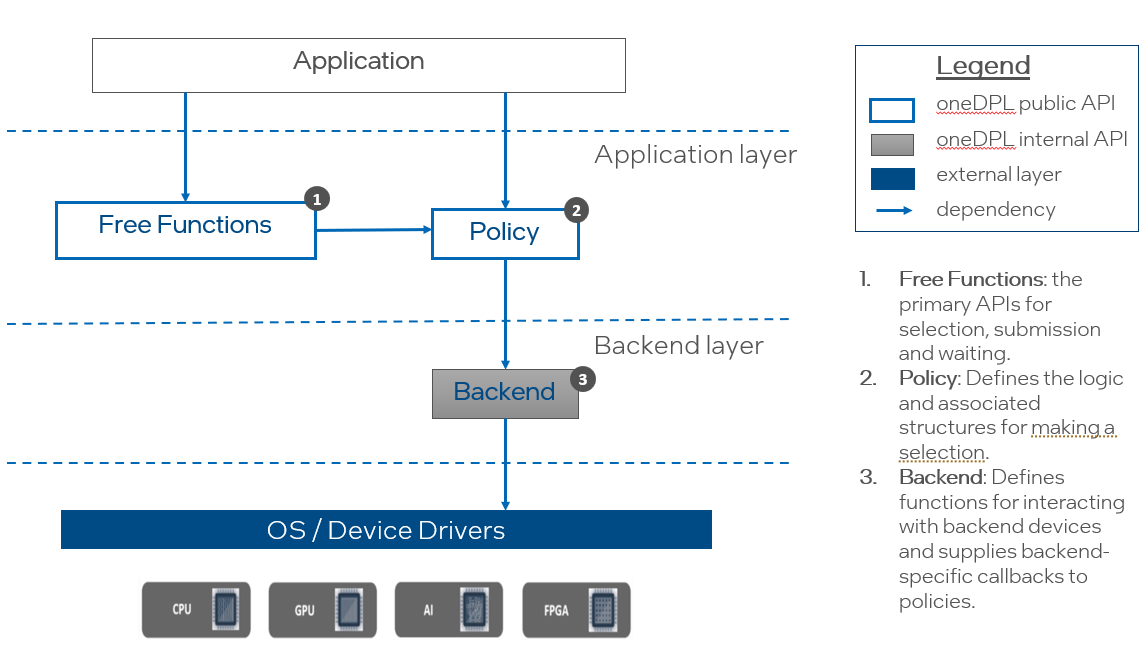 Application
Application layer
Free Functions
1
Policy
2
Backend layer
Backend
3
OS / Device Drivers
CPU
GPU
AI
FPGA
Legend
oneDPL public API
oneDPL internal API
external layer
dependency
1. Free Functions: the
primary APIs for
selection, submission
and waiting.
2. Policy: Defines the logic
and associated
structures for making a
selection.
3. Backend: Defines
functions for interacting
with backend devices
and supplies backend-
specific callbacks to
policies.